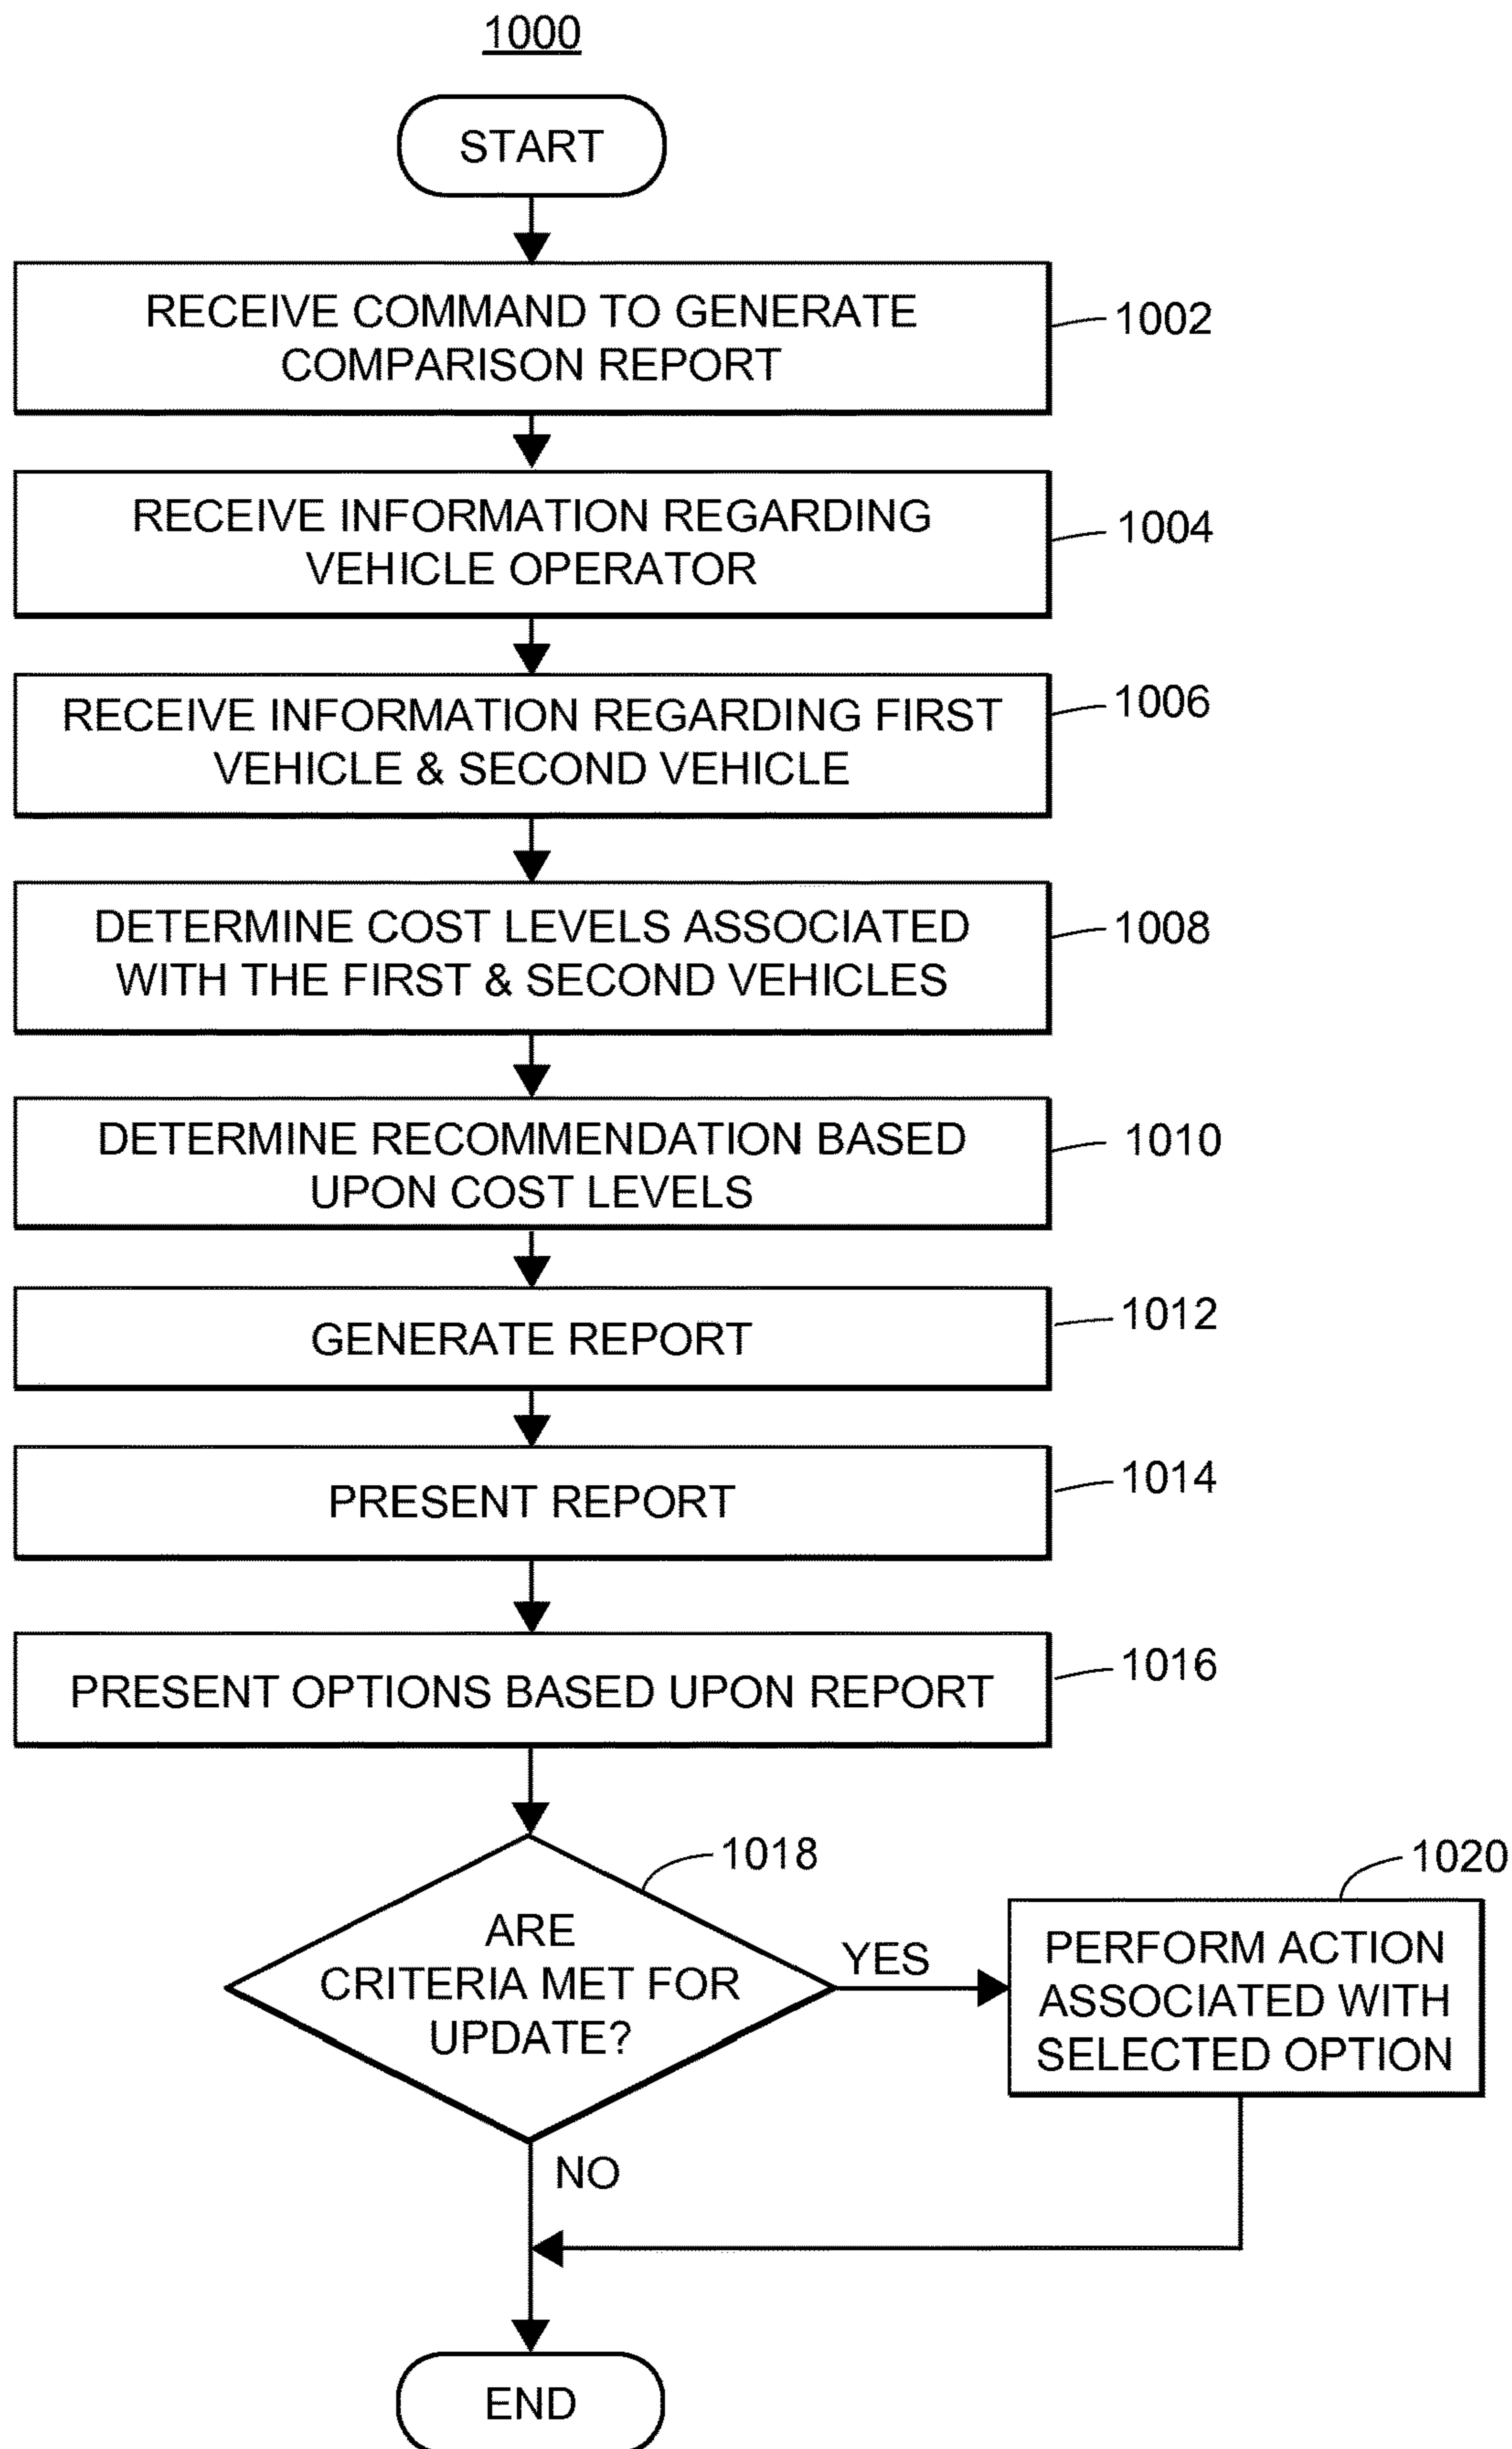 1000
START
RECEIVE COMMAND TO GENERATE
COMPARISON REPORT
1002
RECEIVE INFORMATION REGARDING
VEHICLE OPERATOR
1004
RECEIVE INFORMATION REGARDING FIRST
VEHICLE & SECOND VEHICLE
1006
DETERMINE COST LEVELS ASSOCIATED
WITH THE FIRST & SECOND VEHICLES
1008
DETERMINE RECOMMENDATION BASED
UPON COST LEVELS
1010
GENERATE REPORT
1012
PRESENT REPORT
1014
PRESENT OPTIONS BASED UPON REPORT
1016
ARE
CRITERIA MET FOR
UPDATE?
1018
YES
PERFORM ACTION
ASSOCIATED WITH
SELECTED OPTION
1020
NO
END